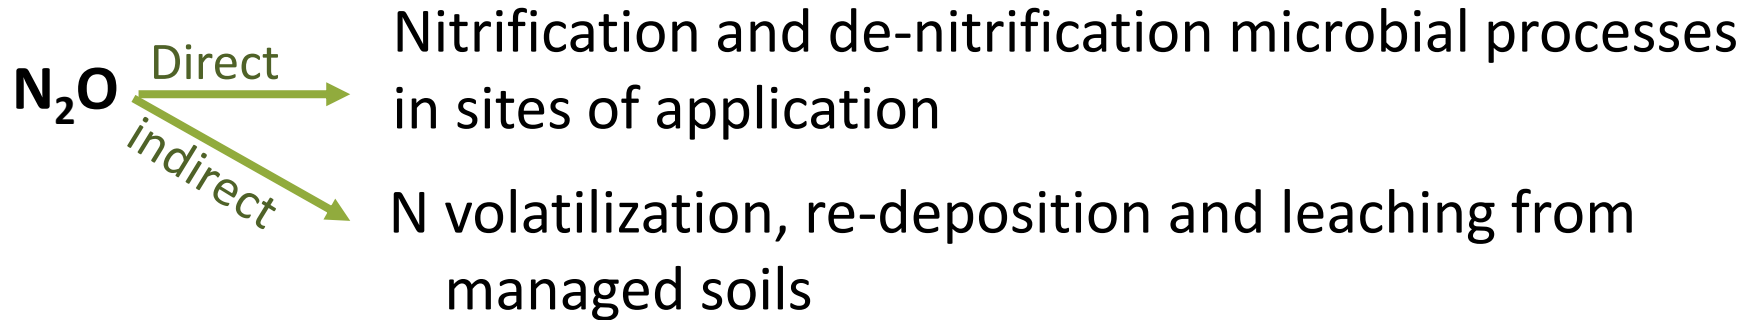 N₂O
Direct
Nitrification and de-nitrification microbial processes
in sites of application
indirect
N volatilization, re-deposition and leaching from
managed soils